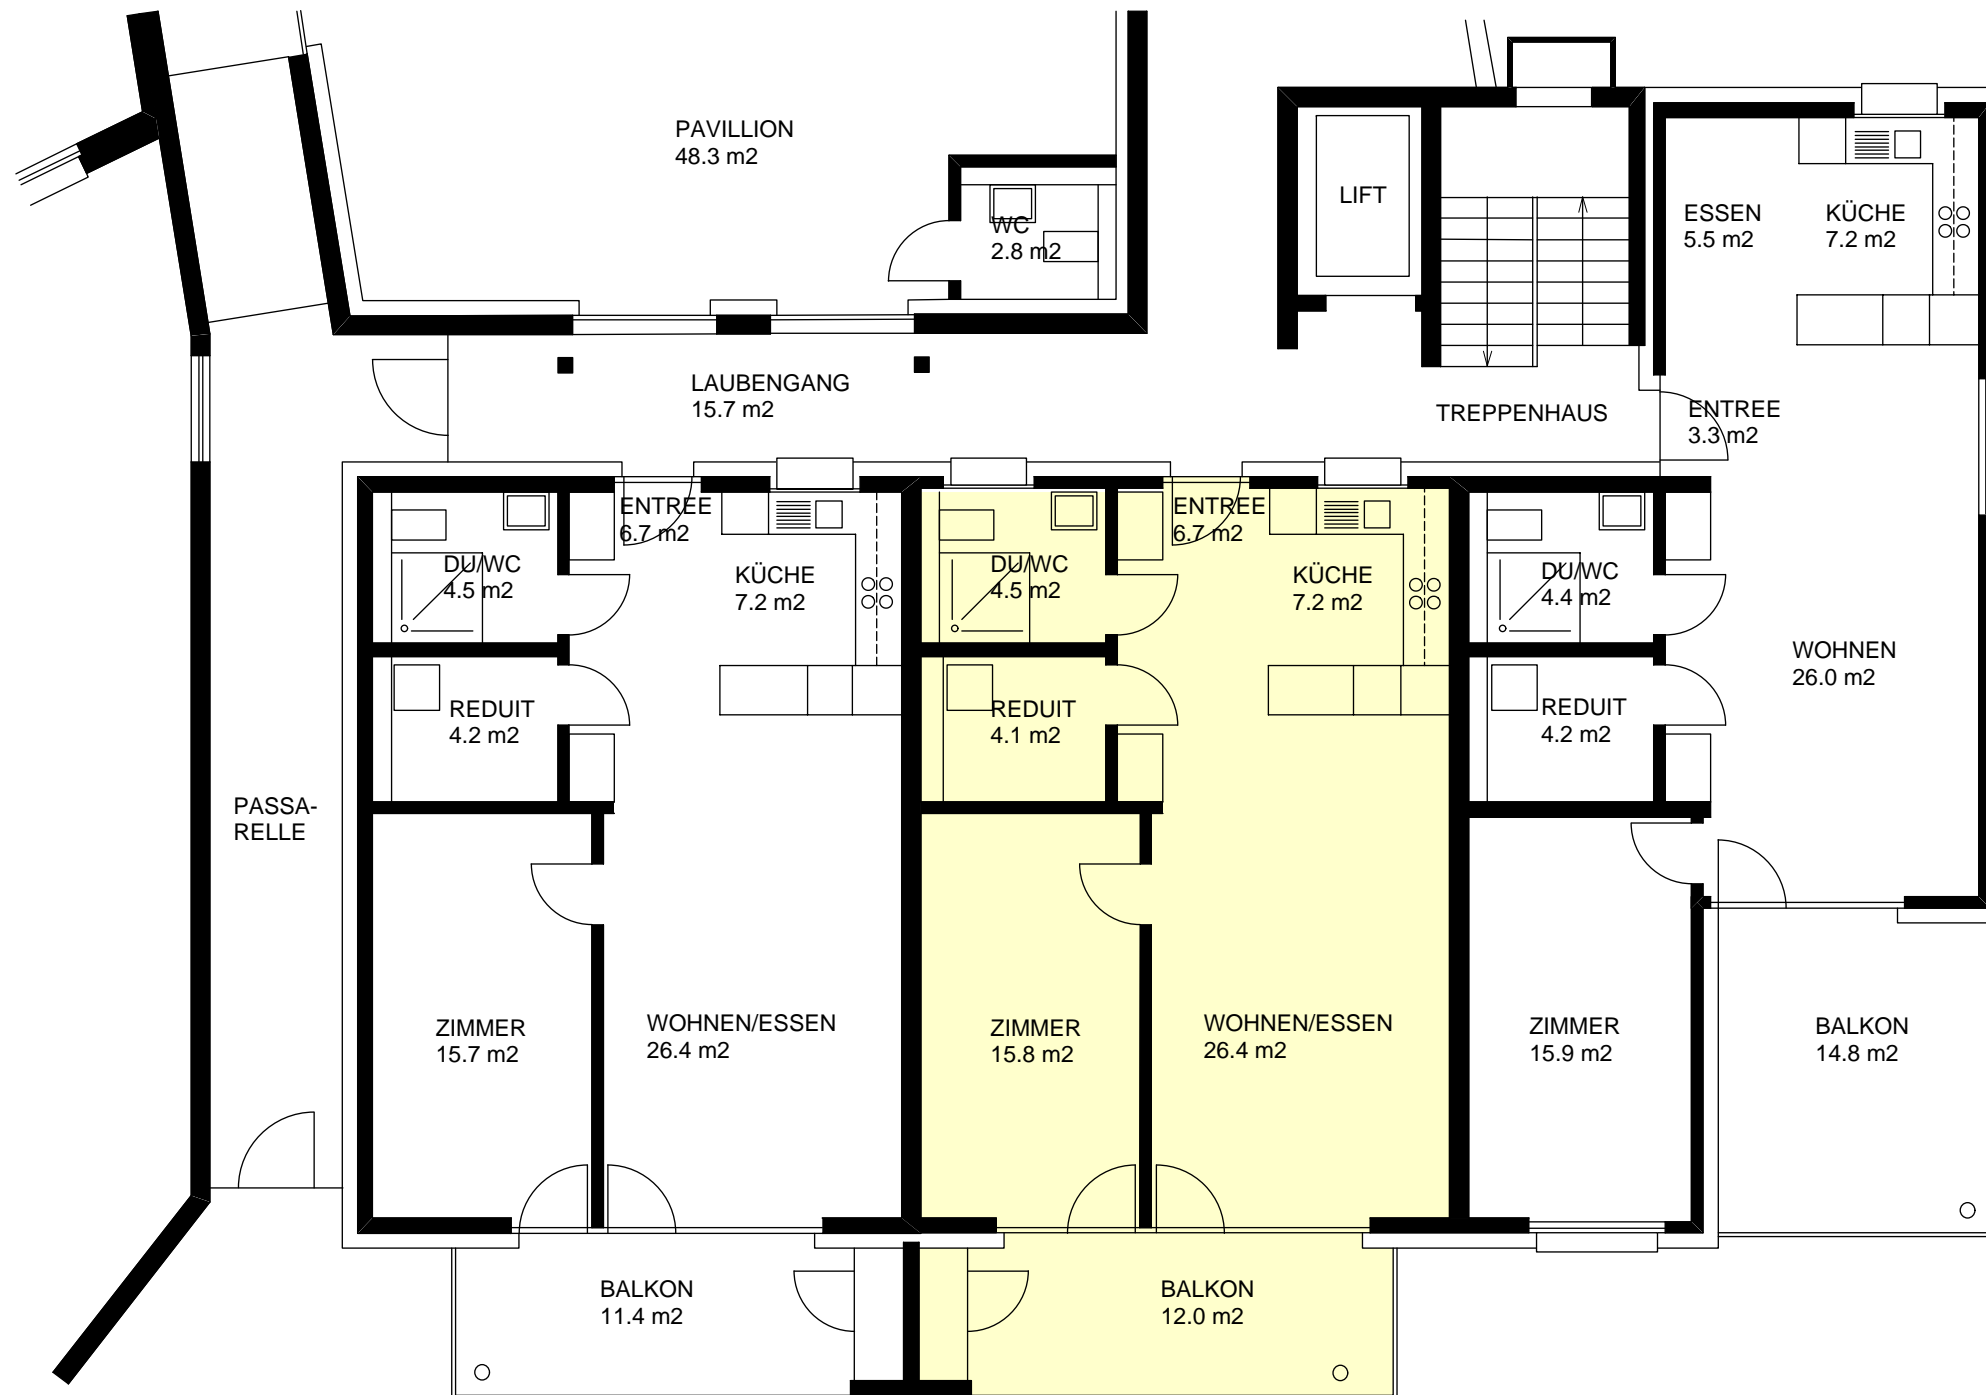 PAVILLION
48.3 m2
WC
2.8 m2
LIFT
ESSEN
5.5 m2
KÜCHE
7.2 m2
LAUBENGANG
15.7 m2
TREPPENHAUS
ENTREE
3.3 m2
ENTREE
6.7 m2
DU/WC
4.5 m2
KÜCHE
7.2 m2
ENTREE
6.7 m2
DU/WC
4.5 m2
KÜCHE
7.2 m2
DU/WC
4.4 m2
WOHNEN
26.0 m2
REDUIT
4.2 m2
REDUIT
4.1 m2
REDUIT
4.2 m2
PASSA-
RELLE
ZIMMER
15.7 m2
WOHNEN/ESSEN
26.4 m2
ZIMMER
15.8 m2
WOHNEN/ESSEN
26.4 m2
ZIMMER
15.9 m2
BALKON
14.8 m2
BALKON
11.4 m2
BALKON
12.0 m2